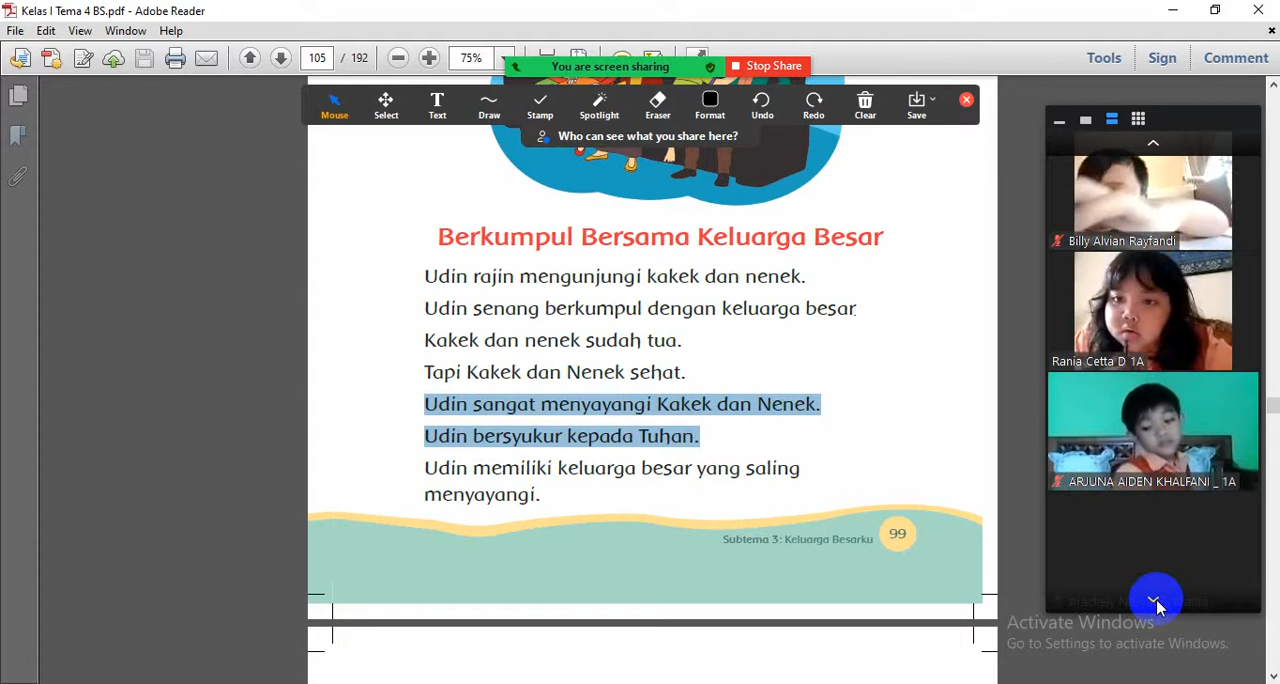 Kelas I Tema 4 BS.pdf - Adobe Reader
File Edit View Window Help
105 / 192 75% Tools Sign Comment
You are screen sharing Stop Share
Mouse Select Text Draw Stamp Spotlight Eraser Format Undo Redo Clear Save
Who can see what you share here?
Berkumpul Bersama Keluarga Besar
Udin rajin mengunjungi kakek dan nenek.
Udin senang berkumpul dengan keluarga besar.
Kakek dan nenek sudah tua.
Tapi Kakek dan Nenek sehat.
Udin sangat menyayangi Kakek dan Nenek.
Udin bersyukur kepada Tuhan.
Udin memiliki keluarga besar yang saling
menyayangi.
Subtema 3: Keluarga Besarku 99
Billy Alvian Rayfandi
Rania Cetta D 1A
ARJUNA AIDEN KHALFANI _ 1A
Activate Windows
Go to Settings to activate Windows.